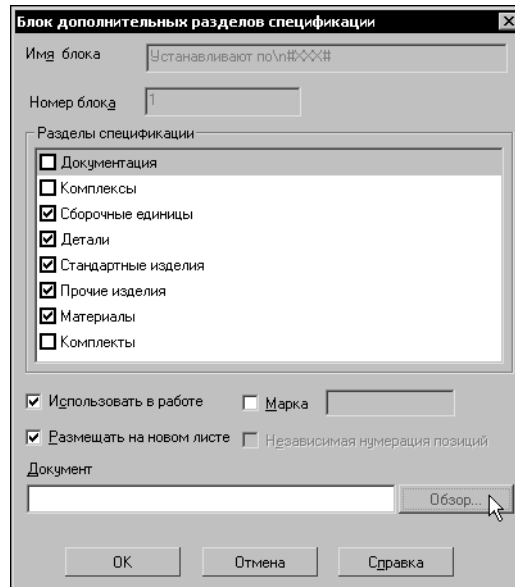 Блок дополнительных разделов спецификации
Имя блока
Устанавливают по\n#XXX#
Номер блока
1
Разделы спецификации
Документация
Комплексы
Сборочные единицы
Детали
Стандартные изделия
Прочие изделия
Материалы
Комплекты
Использовать в работе
Марка
Размещать на новом листе
Независимая нумерация позиций
Документ
Обзор...
OK
Отмена
Справка